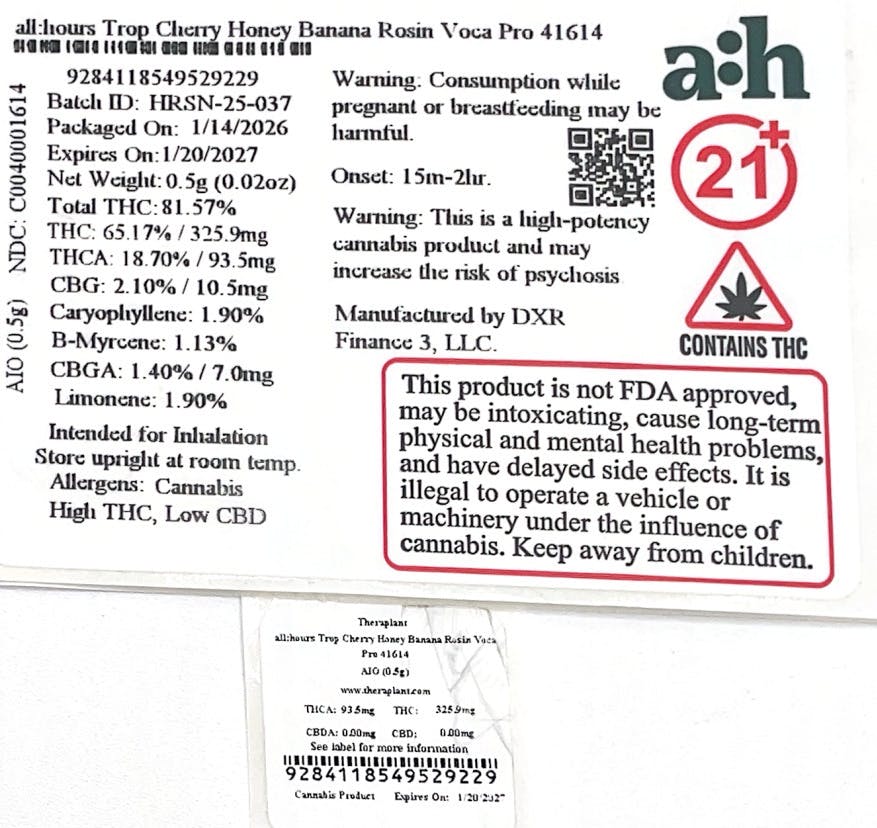 all:hours Trop Cherry Honey Banana Rosin Voca Pro 41614
9284118549529229
Batch ID: HRSN-25-037
Packaged On: 1/14/2026
Expires On: 1/20/2027
Net Weight: 0.5g (0.02oz)
Total THC: 81.57%
THC: 65.17% / 325.9mg
THCA: 18.70% / 93.5mg
CBG: 2.10% / 10.5mg
Caryophyllene: 1.90%
B-Myrcene: 1.13%
CBGA: 1.40% / 7.0mg
Limonene: 1.90%
Intended for Inhalation
Store upright at room temp.
Allergens: Cannabis
High THC, Low CBD
AIO (0.5g) NDC: C0040001614
Warning: Consumption while
pregnant or breastfeeding may be
harmful.
Onset: 15m-2hr.
Warning: This is a high-potency
cannabis product and may
increase the risk of psychosis
Manufactured by DXR
Finance 3, LLC.
a:h
21+
CONTAINS THC
This product is not FDA approved,
may be intoxicating, cause long-term
physical and mental health problems,
and have delayed side effects. It is
illegal to operate a vehicle or
machinery under the influence of
cannabis. Keep away from children.
Theraplant
all:hours Trop Cherry Honey Banana Rosin Voca
Pro 41614
AIO (0.5g)
www.theraplant.com
THCA: 93.5mg THC: 325.9mg
CBDA: 0.00mg CBD: 0.00mg
See label for more information
9284118549529229
Cannabis Product Expires On: 1/20/2027